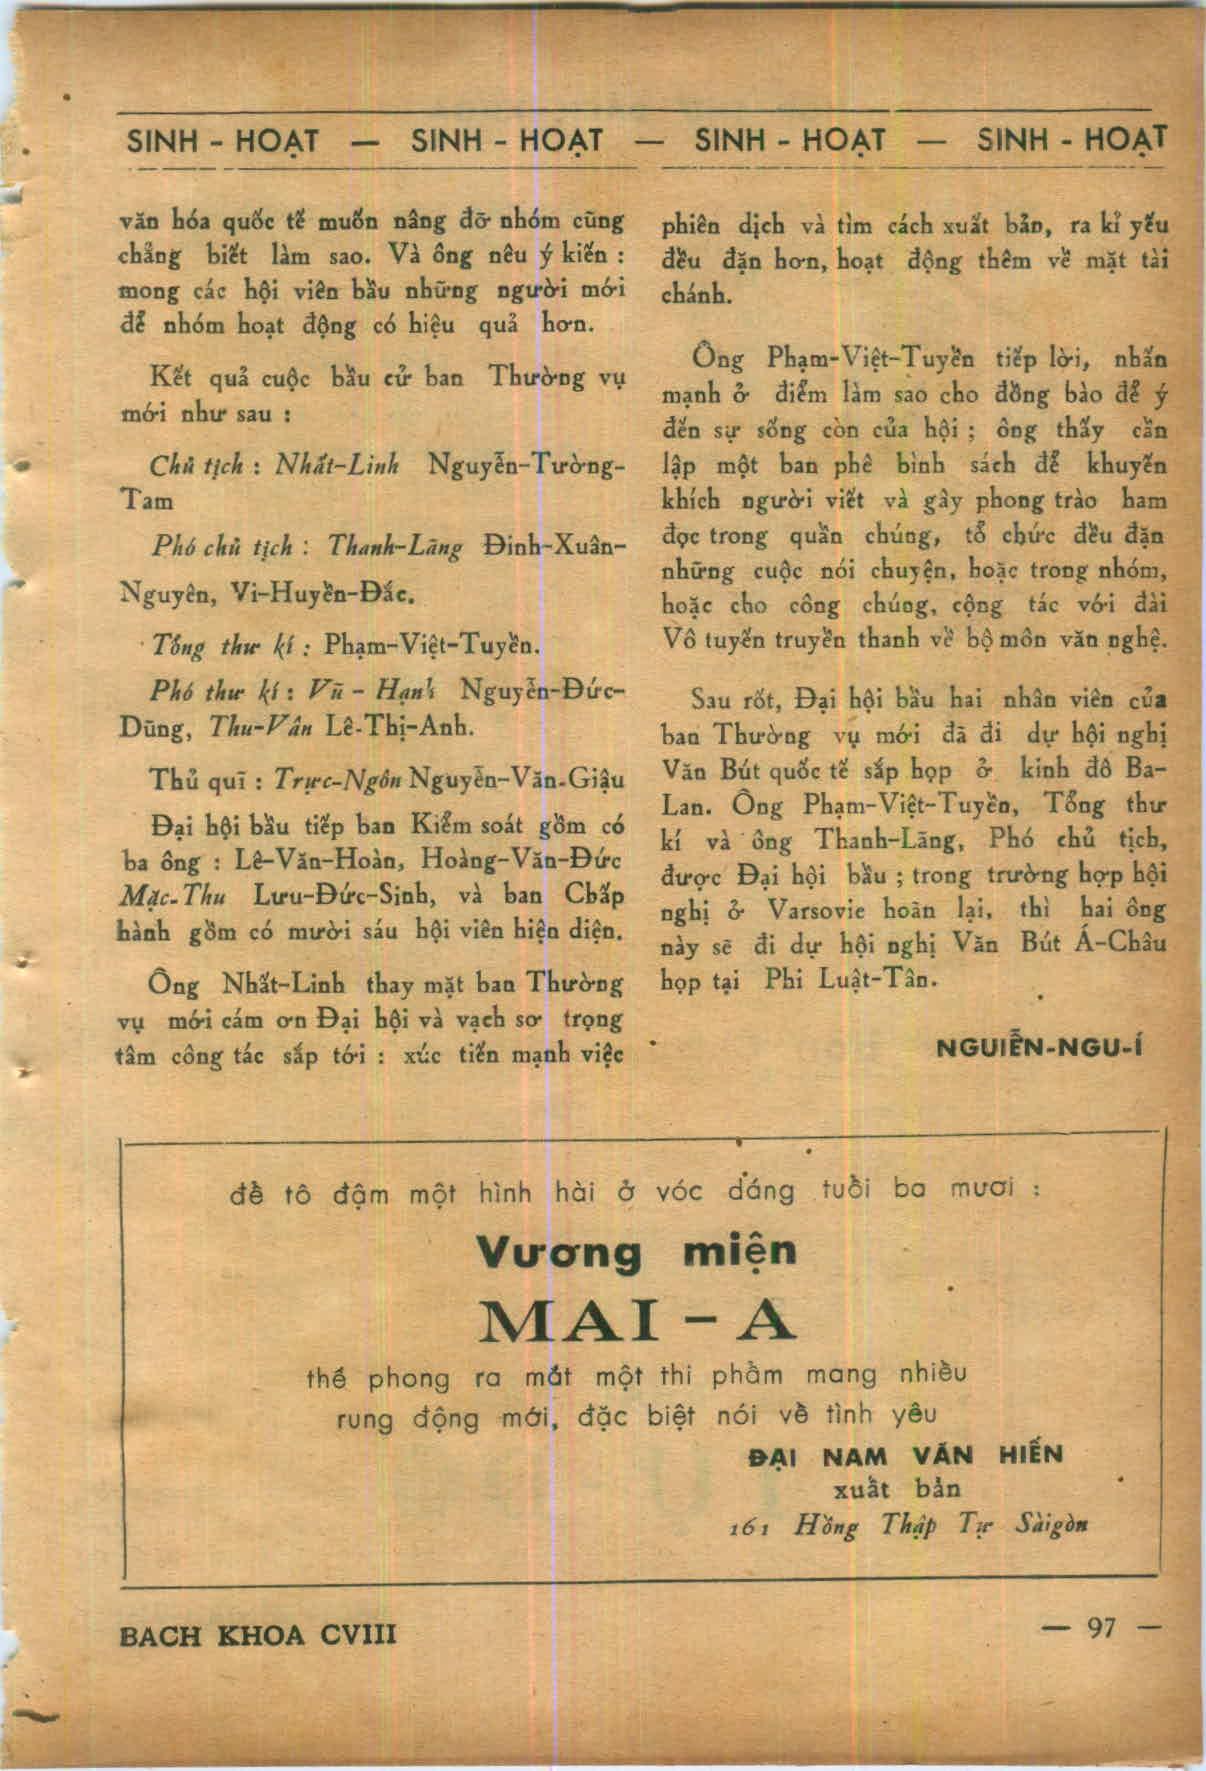 SINH - HOẠT — SINH - HOẠT — SINH - HOẠT — SINH - HOẠT
văn hóa quốc tế muốn nâng đỡ nhóm cũng
chẳng biết làm sao. Và ông nêu ý kiến :
mong các hội viên bầu những người mới
để nhóm hoạt động có hiệu quả hơn.
Kết quả cuộc bầu cử ban Thường vụ
mới như sau :
Chủ tịch : Nhất-Linh Nguyễn-Tường-
Tam
Phó chủ tịch : Thanh-Lãng Đinh-Xuân-
Nguyên, Vi-Huyền-Đắc.
Tổng thư kí : Phạm-Việt-Tuyền.
Phó thư kí : Vũ - Hạnh Nguyễn-Đức-
Dũng, Thu-Vân Lê-Thị-Anh.
Thủ quĩ : Trực-Ngôn Nguyễn-Văn-Giậu
Đại hội bầu tiếp ban Kiểm soát gồm có
ba ông : Lê-Văn-Hoàn, Hoàng-Văn-Đức
Mặc-Thu Lưu-Đức-Sinh, và ban Chấp
hành gồm có mười sáu hội viên hiện diện.
Ông Nhất-Linh thay mặt ban Thường
vụ mới cám ơn Đại hội và vạch sơ trọng
tâm công tác sắp tới : xúc tiến mạnh việc
phiên dịch và tìm cách xuất bản, ra kỉ yếu
đều đặn hơn, hoạt động thêm về mặt tài
chánh.
Ông Phạm-Việt-Tuyền tiếp lời, nhấn
mạnh ở điểm làm sao cho đồng bào để ý
đến sự sống còn của hội ; ông thấy cần
lập một ban phê bình sách để khuyến
khích người viết và gây phong trào ham
đọc trong quần chúng, tổ chức đều đặn
những cuộc nói chuyện, hoặc trong nhóm,
hoặc cho công chúng, cộng tác với đài
Vô tuyến truyền thanh về bộ môn văn nghệ.
Sau rốt, Đại hội bầu hai nhân viên của
ban Thường vụ mới đã đi dự hội nghị
Văn Bút quốc tế sắp họp ở kinh đô Ba-
Lan. Ông Phạm-Việt-Tuyền, Tổng thư
kí và ông Thanh-Lãng, Phó chủ tịch,
được Đại hội bầu ; trong trường hợp hội
nghị ở Varsovie hoãn lại, thì hai ông
này sẽ đi dự hội nghị Văn Bút Á-Châu
họp tại Phi Luật-Tân.
NGUIỄN-NGU-Í
để tô đậm một hình hài ở vóc dáng tuổi ba mươi :
Vương miện
MAI - A
thế phong ra mắt một thi phẩm mang nhiều
rung động mới, đặc biệt nói về tình yêu
ĐẠI NAM VĂN HIẾN
xuất bản
161 Hồng Thập Tự Sàigòn
BACH KHOA CVIII
— 97 —